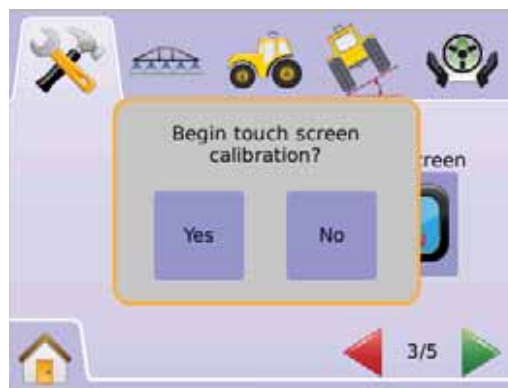 Begin touch screen
calibration?
reen
Yes
No
3/5